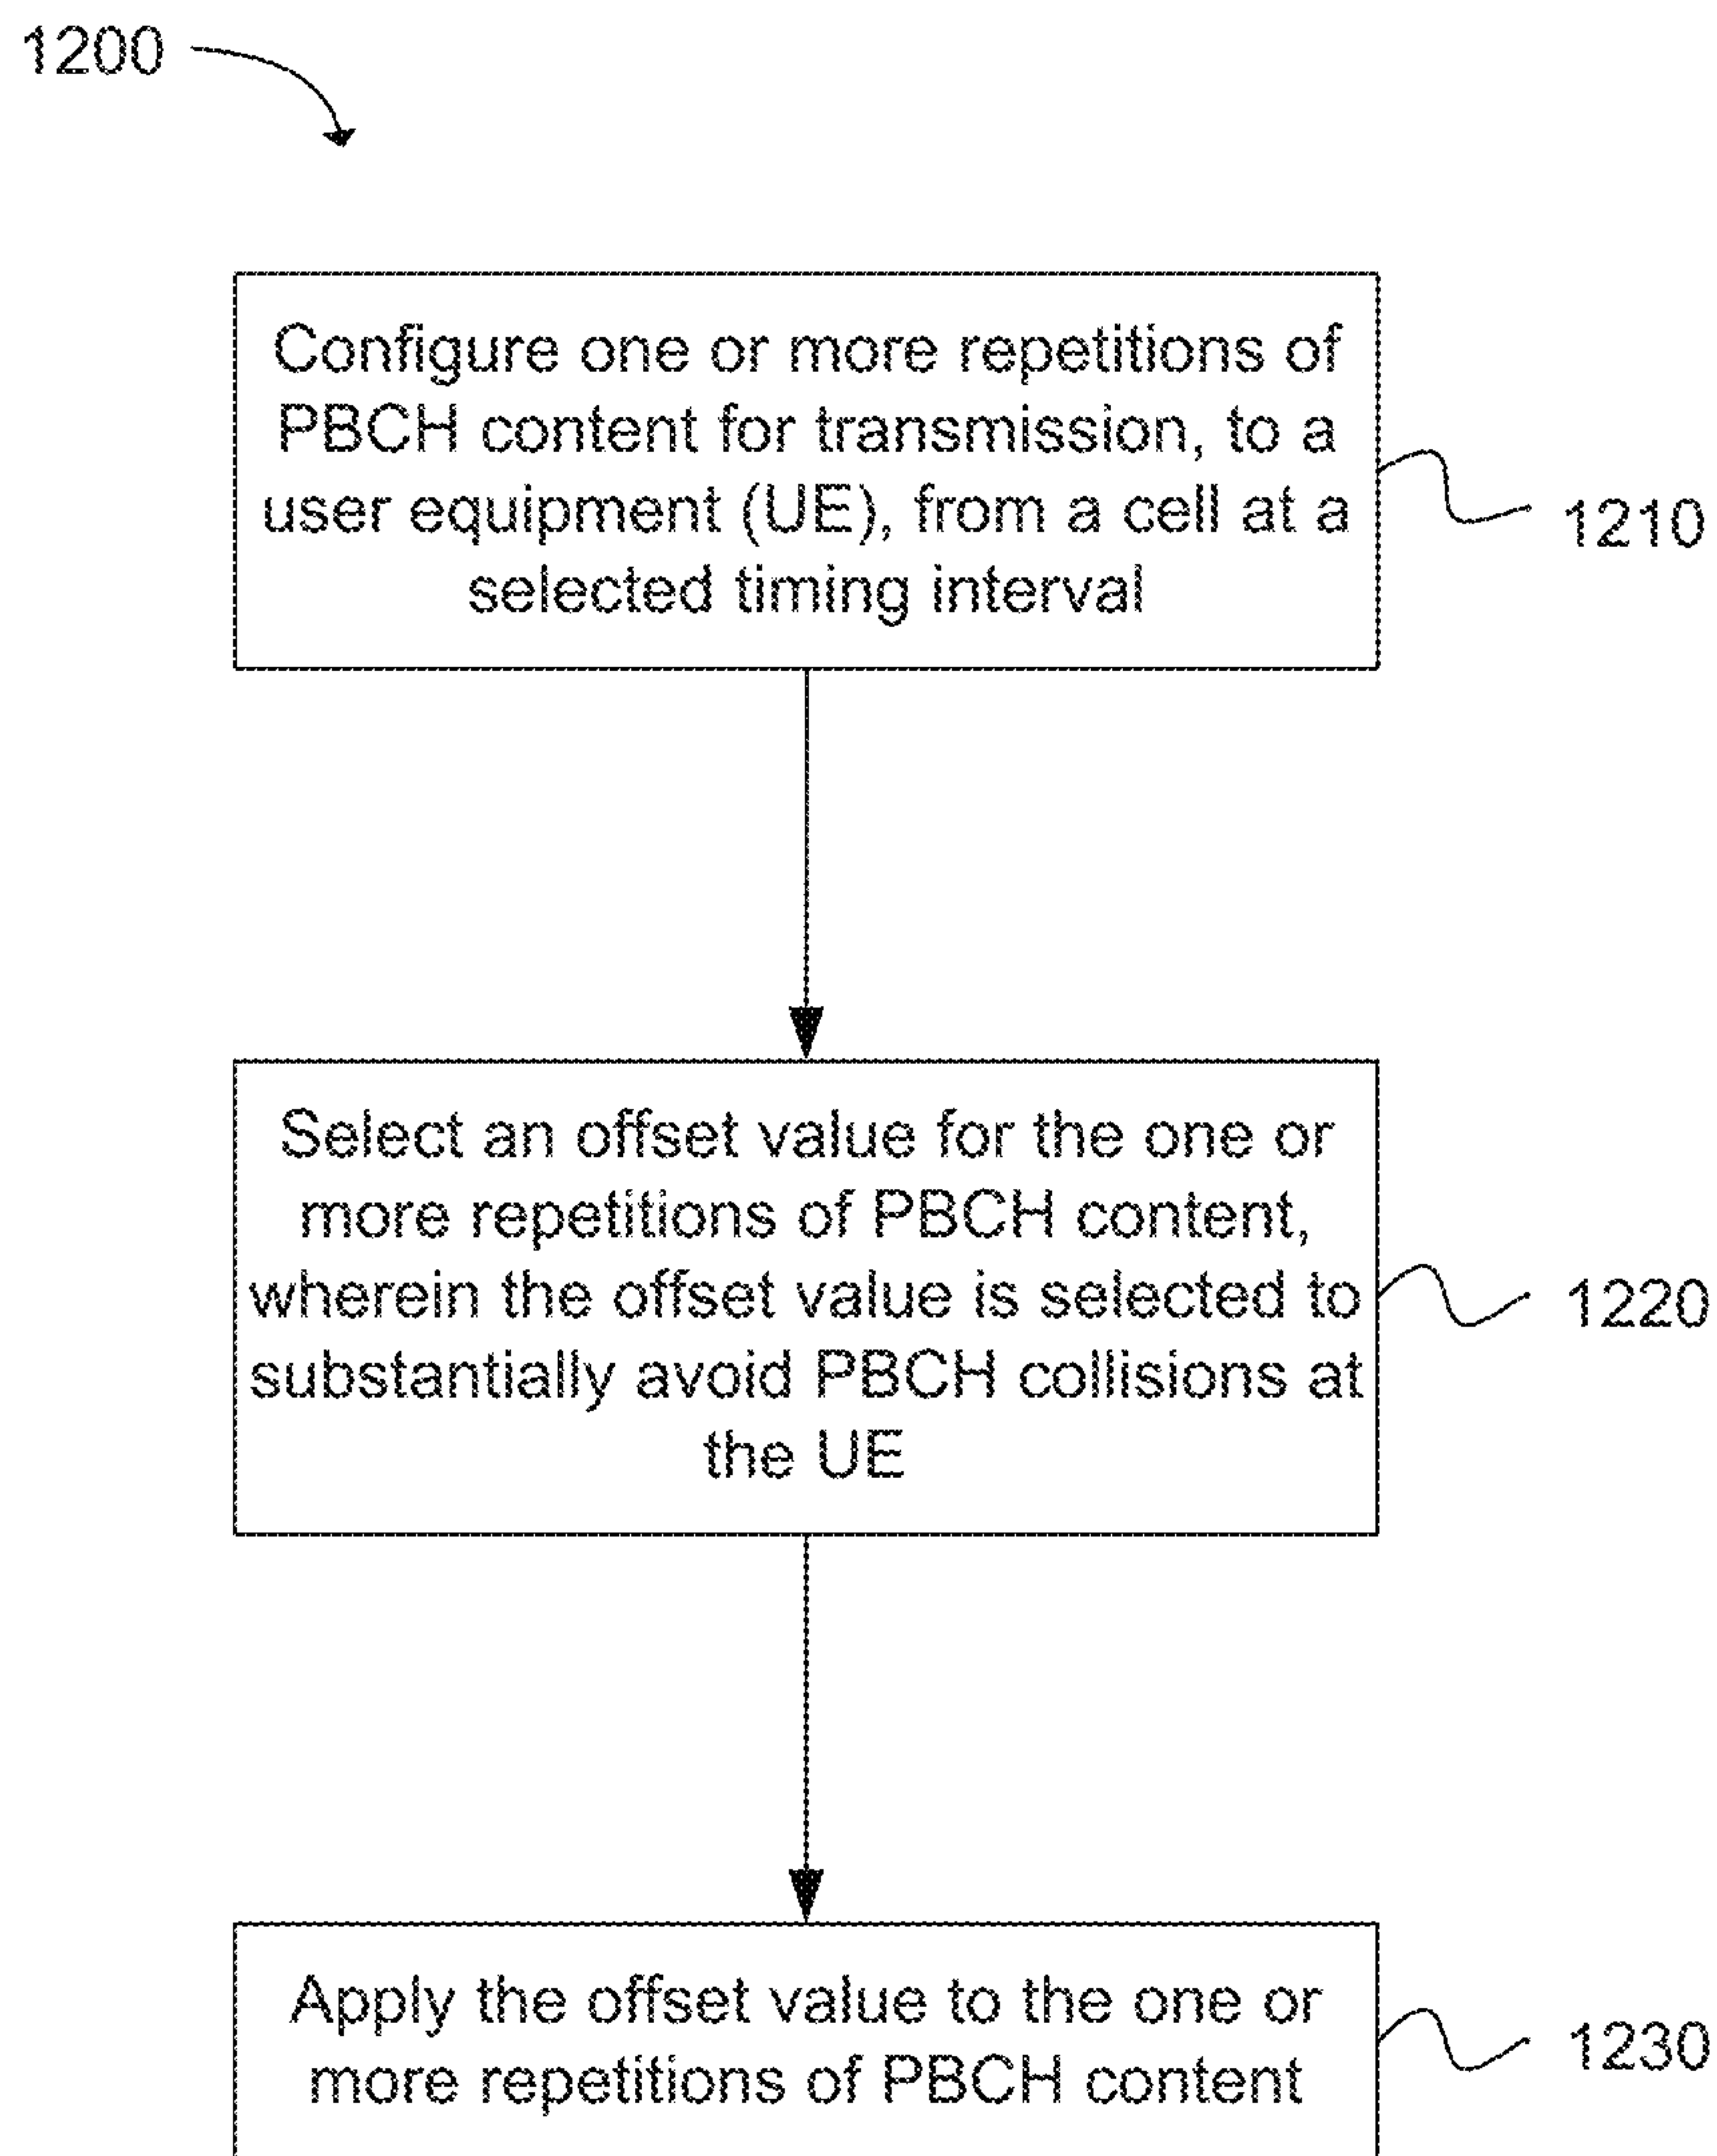 1200
Configure one or more repetitions of
PBCH content for transmission, to a
user equipment (UE), from a cell at a
selected timing interval
1210
Select an offset value for the one or
more repetitions of PBCH content,
wherein the offset value is selected to
substantially avoid PBCH collisions at
the UE
1220
Apply the offset value to the one or
more repetitions of PBCH content
1230